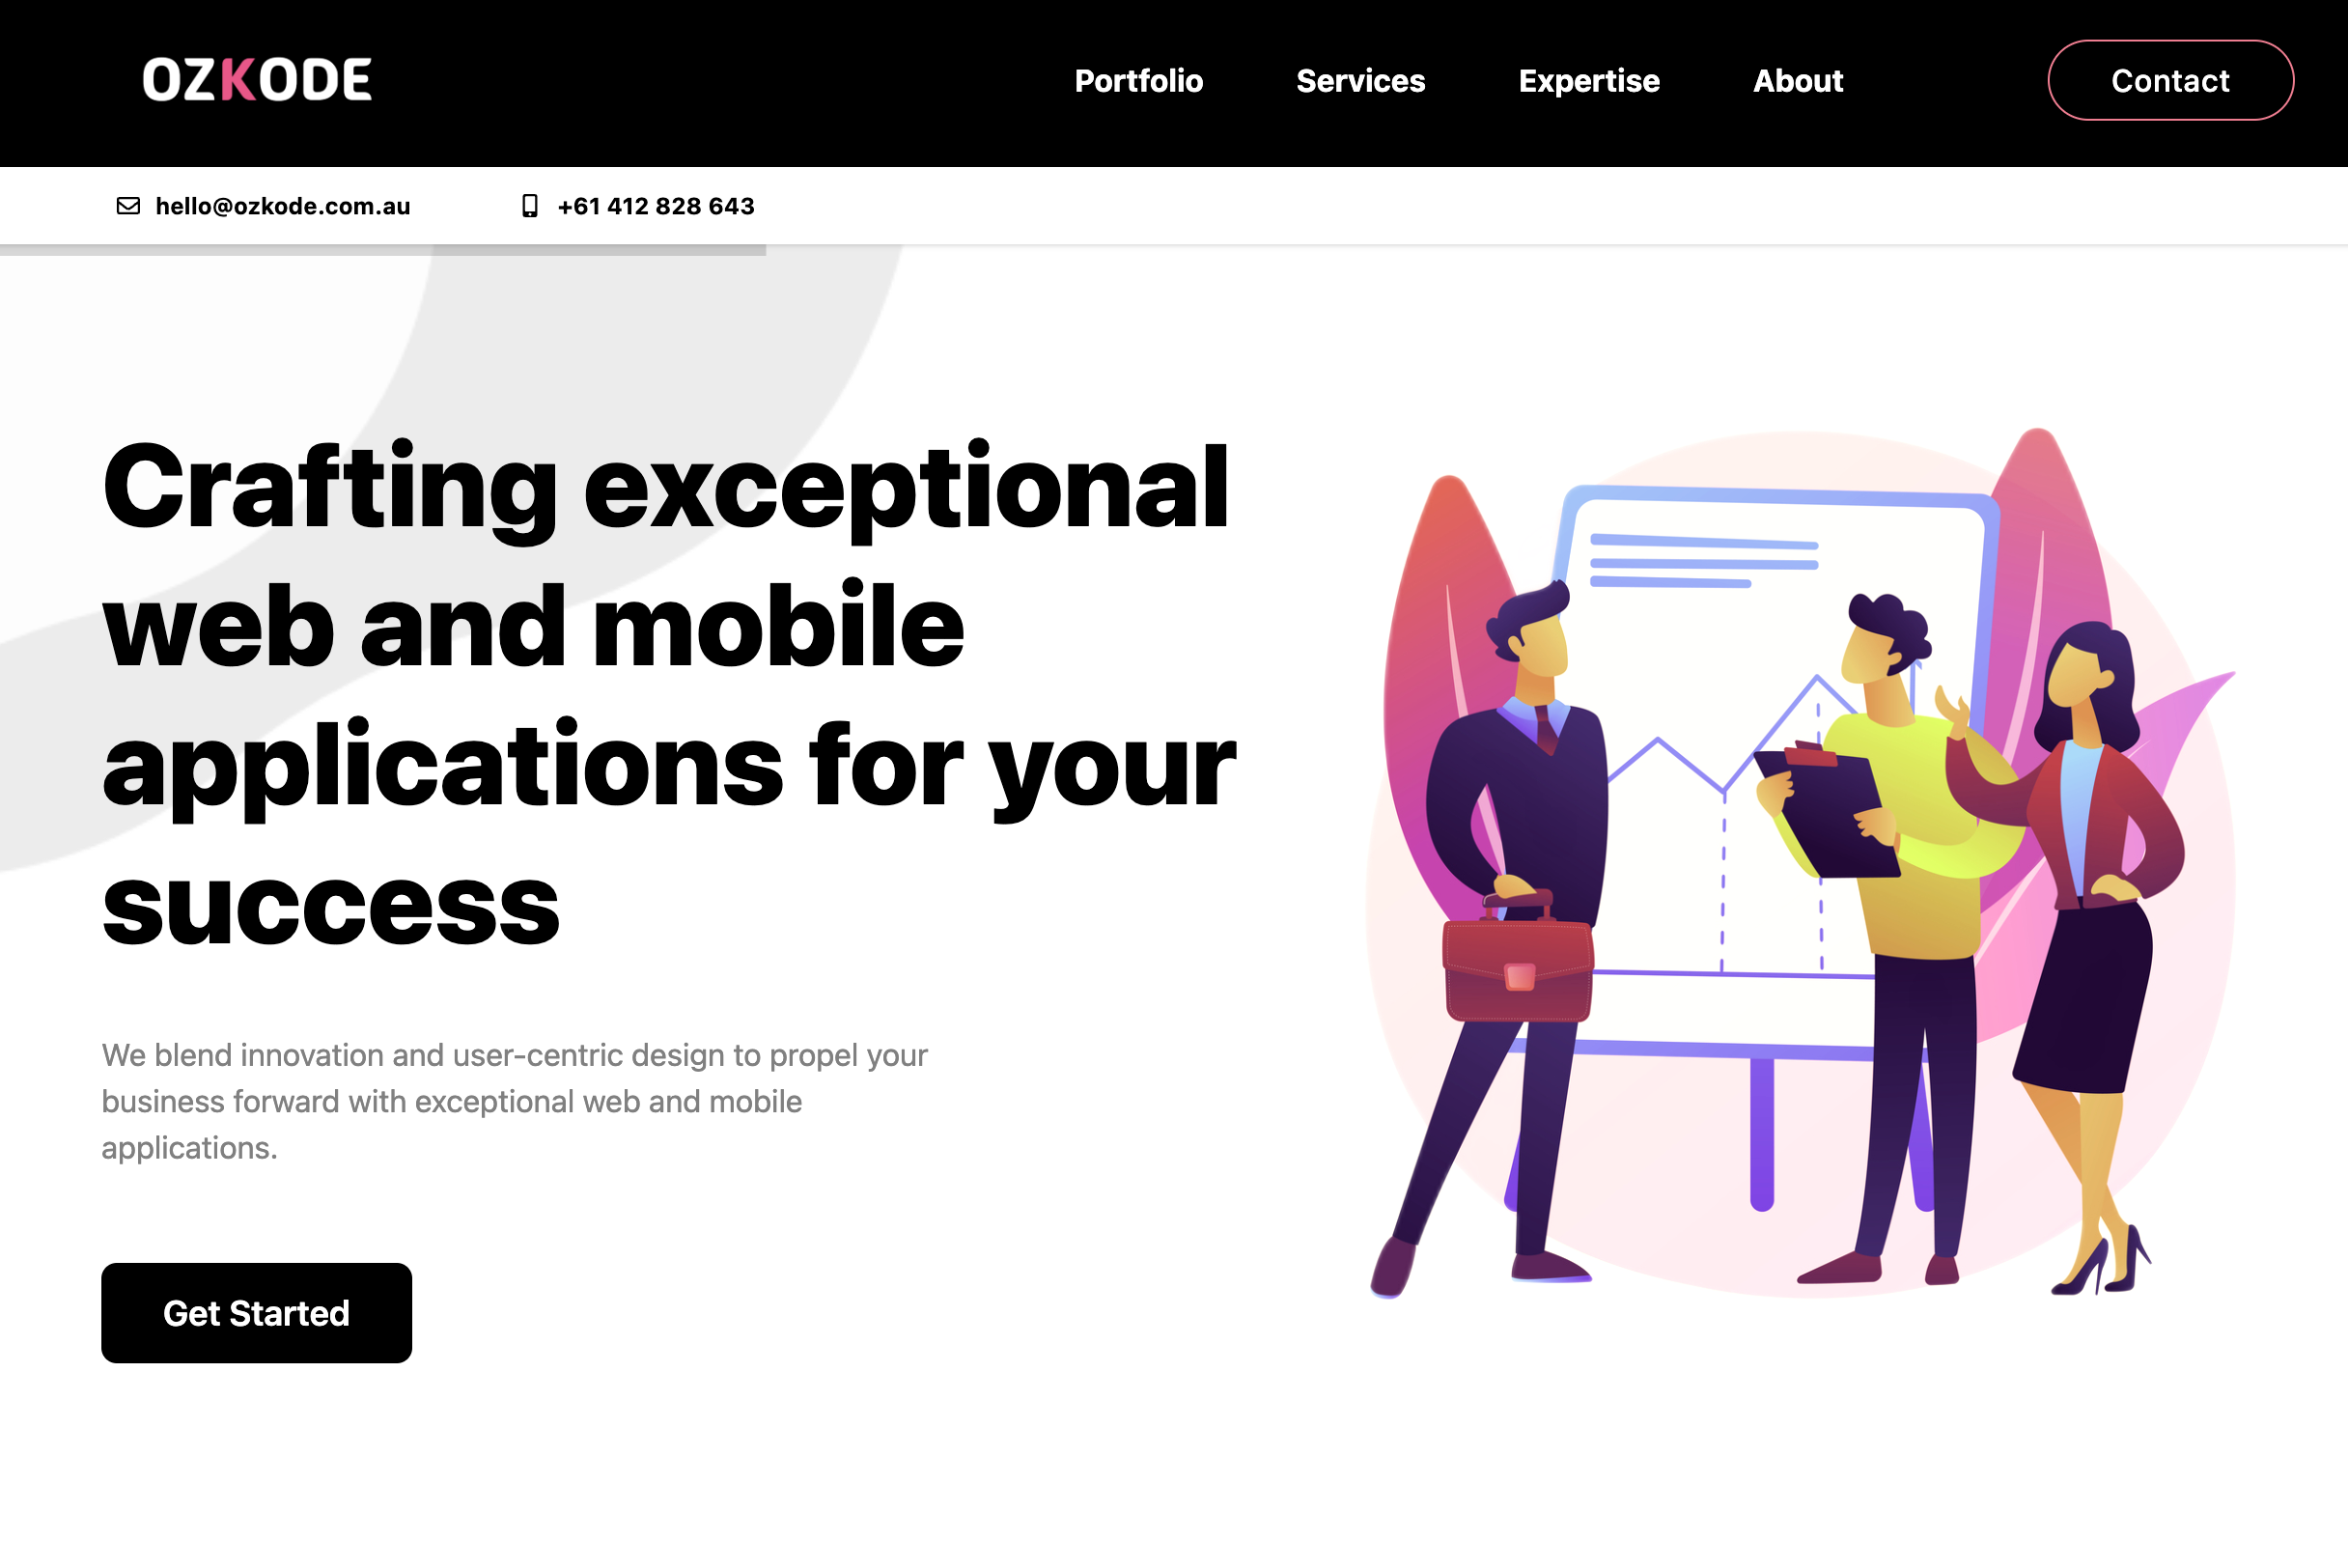 OZKODE
Portfolio Services Expertise About Contact
hello@ozkode.com.au +61 412 828 643
Crafting exceptional
web and mobile
applications for your
success
We blend innovation and user-centric design to propel your
business forward with exceptional web and mobile
applications.
Get Started